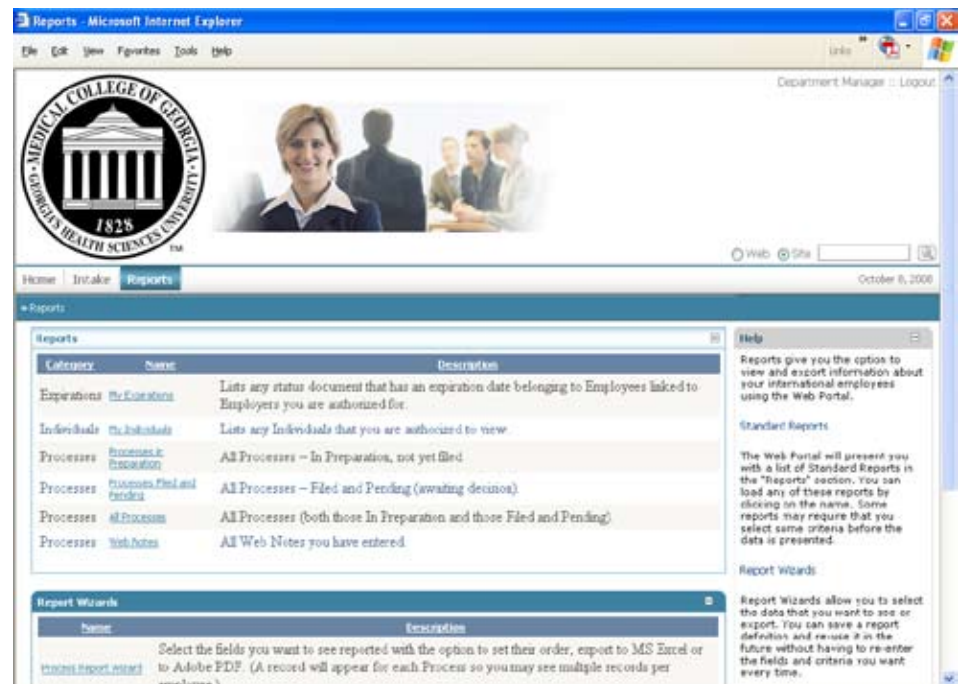 Reports - Microsoft Internet Explorer
File Edit View Favorites Tools Help
Links »
Department Manager :: Logout
MEDICAL COLLEGE OF GEORGIA
GEORGIA'S HEALTH SCIENCES UNIVERSITY
1828
TM
Web Site
Home Intake Reports
October 8, 2008
» Reports
Reports
Category Name Description
Expirations My Expirations Lists any status document that has an expiration date belonging to Employees linked to
Employers you are authorized for.
Individuals My Individuals Lists any Individuals that you are authorized to view.
Processes Processes in
Preparation All Processes – In Preparation, not yet filed
Processes Processes Filed and
Pending All Processes – Filed and Pending (awaiting decision)
Processes All Processes All Processes (both those In Preparation and those Filed and Pending)
Processes Web Notes All Web Notes you have entered
Report Wizards
Name Description
Process Report Wizard Select the fields you want to see reported with the option to set their order, export to MS Excel or
to Adobe PDF. (A record will appear for each Process so you may see multiple records per
employee.)
Help
Reports give you the option to
view and export information about
your international employees
using the Web Portal.
Standard Reports
The Web Portal will present you
with a list of Standard Reports in
the "Reports" section. You can
load any of these reports by
clicking on the name. Some
reports may require that you
select some criteria before the
data is presented.
Report Wizards
Report Wizards allow you to select
the data that you want to see or
export. You can save a report
definition and re-use it in the
future without having to re-enter
the fields and criteria you want
every time.